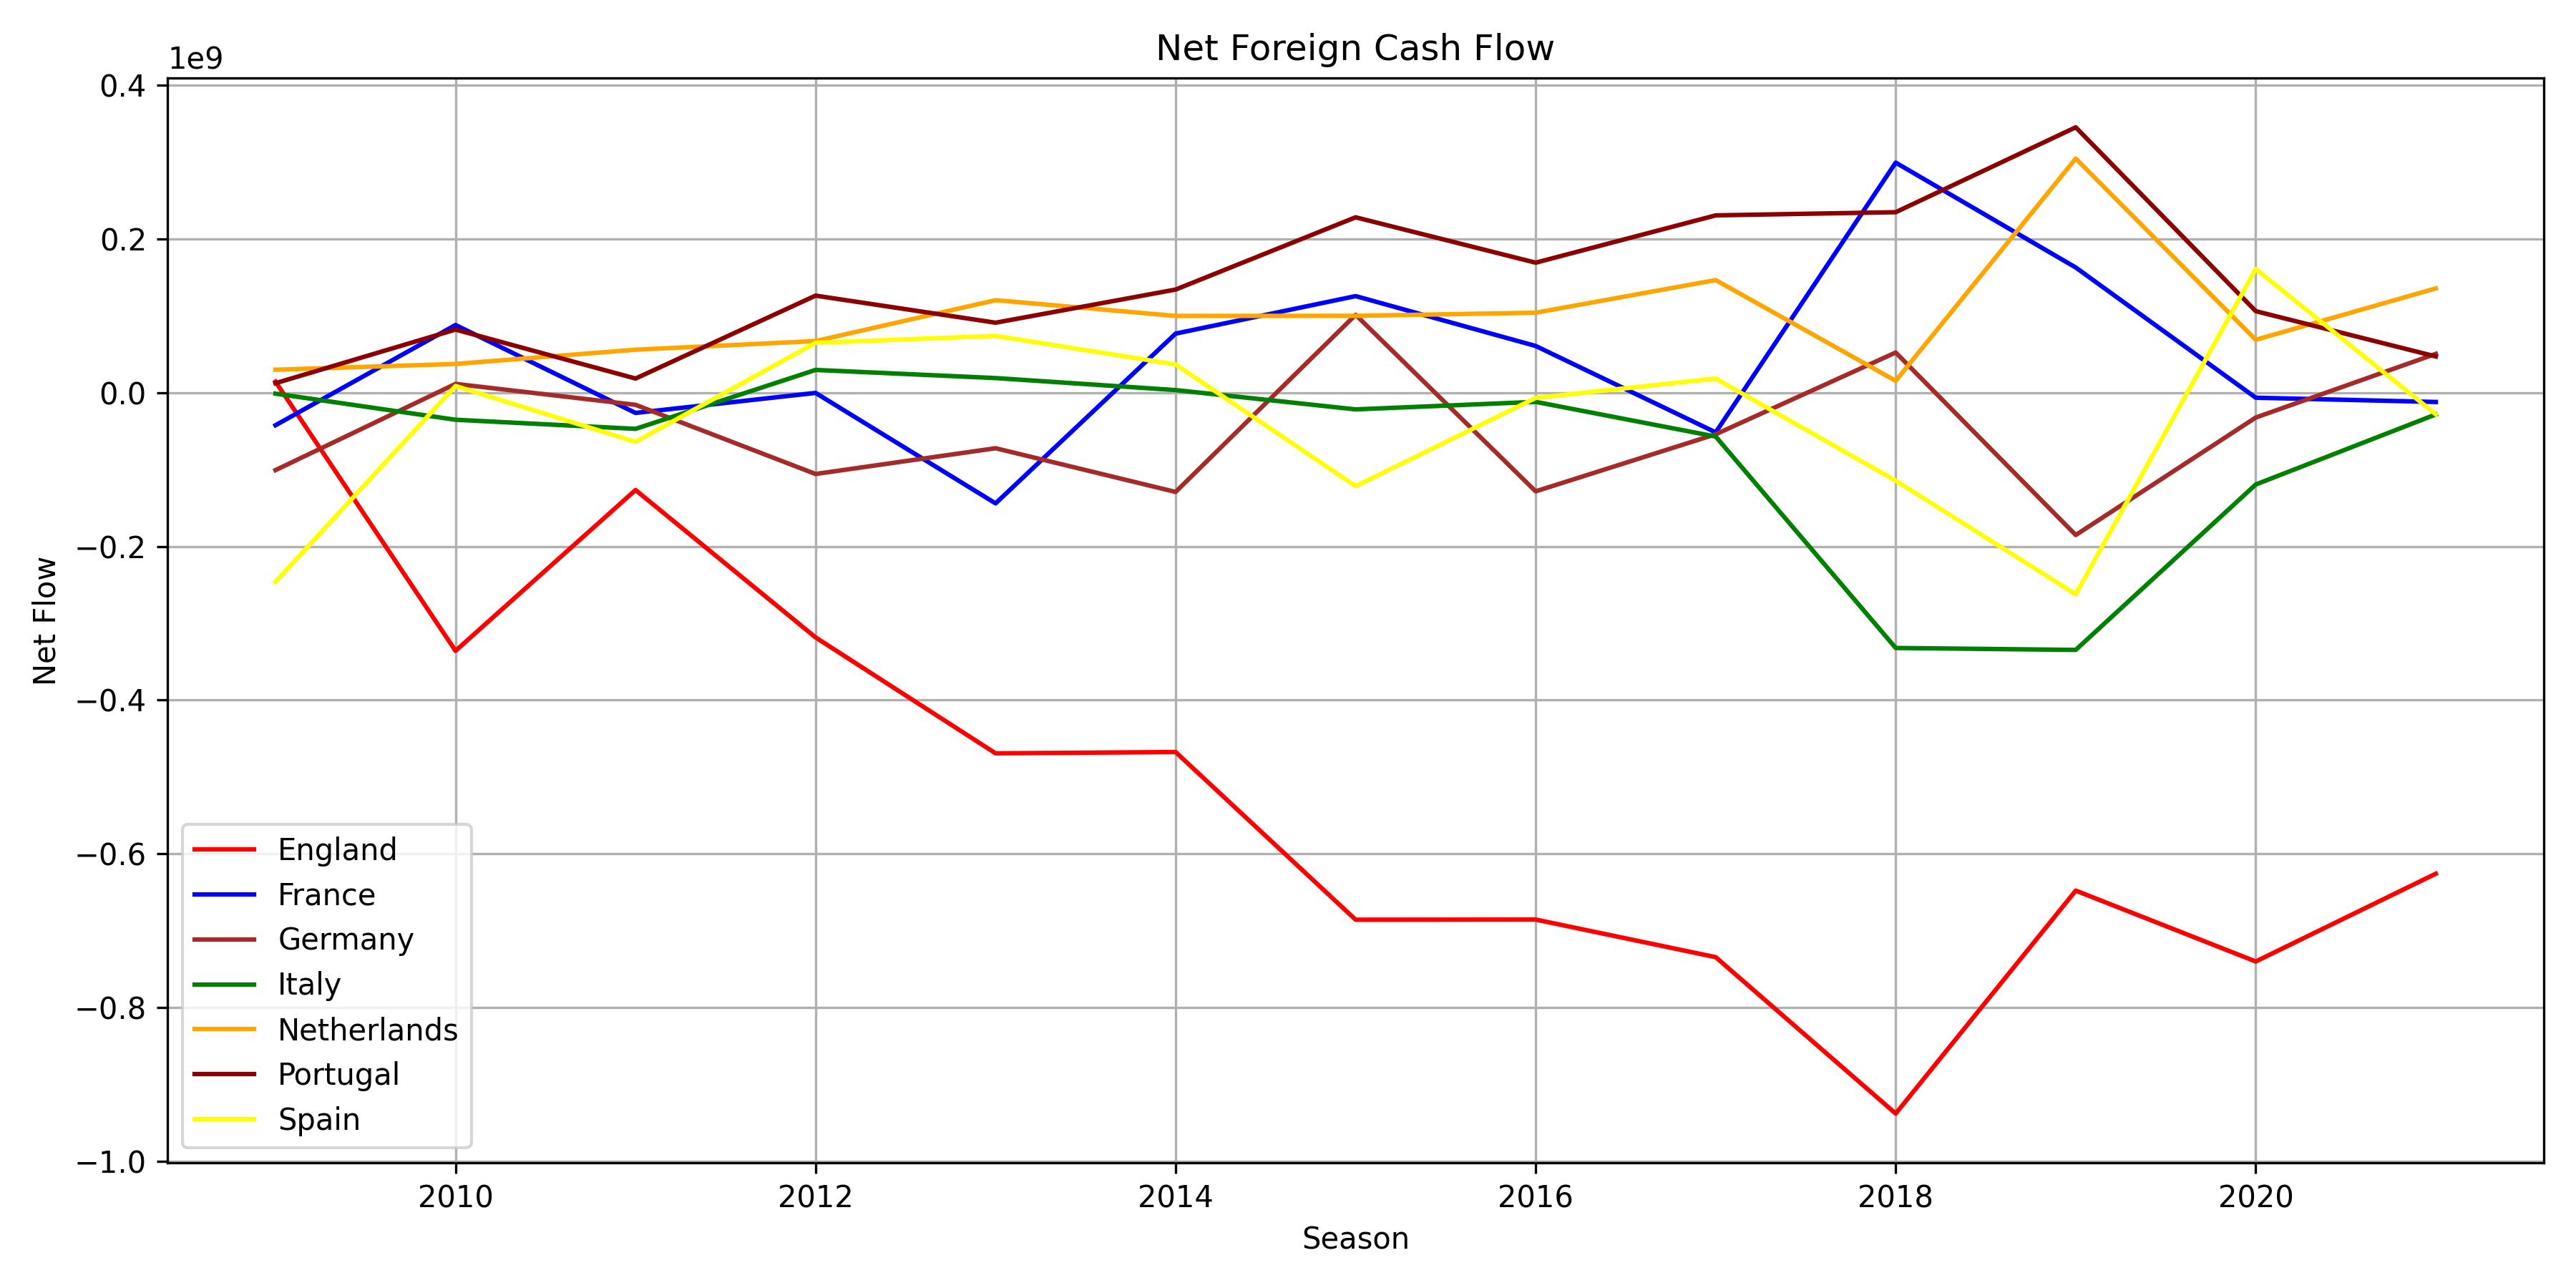 Net Foreign Cash Flow
1e9
0.4
0.2
0.0
−0.2
−0.4
−0.6
−0.8
−1.0
Net Flow
England
France
Germany
Italy
Netherlands
Portugal
Spain
2010 2012 2014 2016 2018 2020
Season